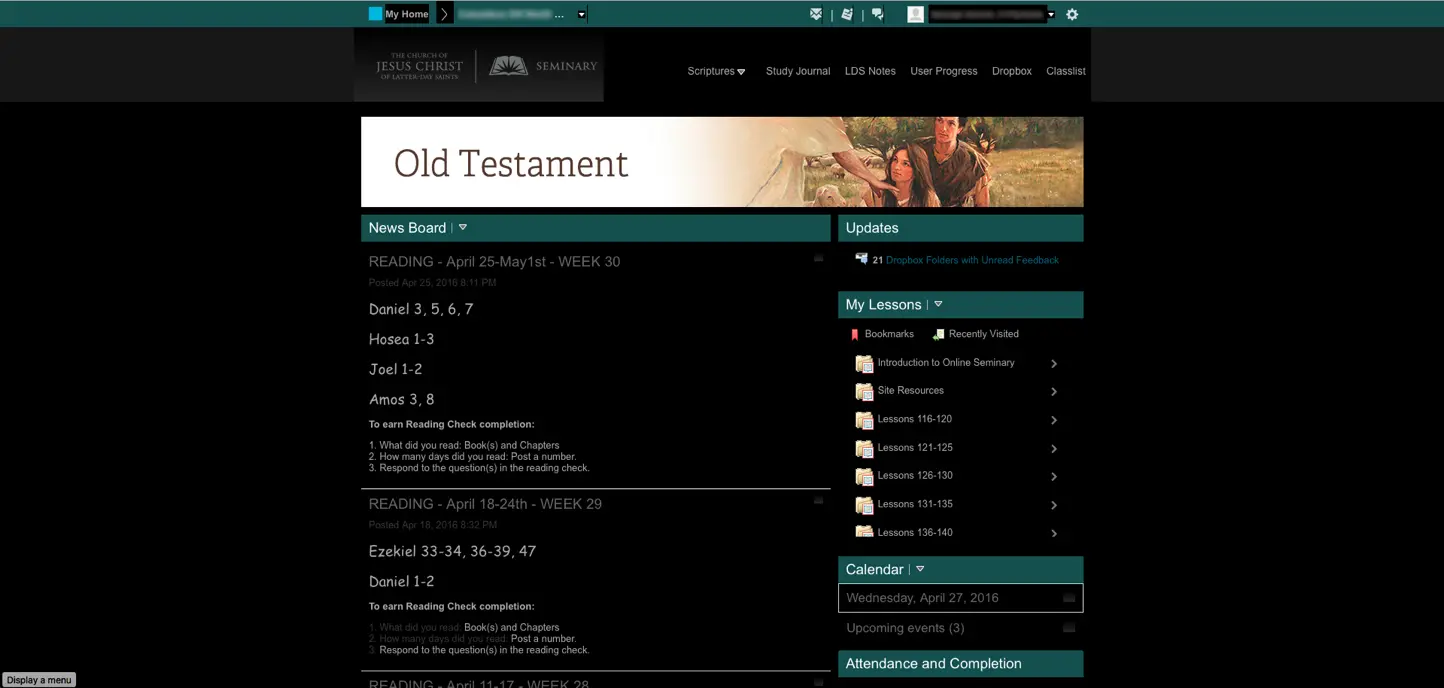 My Home
...
THE CHURCH OF
JESUS CHRIST
OF LATTER-DAY SAINTS
SEMINARY
Scriptures Study Journal LDS Notes User Progress Dropbox Classlist
Old Testament
News Board
READING - April 25-May1st - WEEK 30
Posted Apr 25, 2016 8:11 PM
Daniel 3, 5, 6, 7
Hosea 1-3
Joel 1-2
Amos 3, 8
To earn Reading Check completion:
1. What did you read: Book(s) and Chapters
2. How many days did you read: Post a number.
3. Respond to the question(s) in the reading check.
READING - April 18-24th - WEEK 29
Posted Apr 18, 2016 8:32 PM
Ezekiel 33-34, 36-39, 47
Daniel 1-2
To earn Reading Check completion:
1. What did you read: Book(s) and Chapters
2. How many days did you read: Post a number.
3. Respond to the question(s) in the reading check.
READING - April 11-17 - WEEK 28
Updates
21 Dropbox Folders with Unread Feedback
My Lessons
Bookmarks Recently Visited
Introduction to Online Seminary
Site Resources
Lessons 116-120
Lessons 121-125
Lessons 126-130
Lessons 131-135
Lessons 136-140
Calendar
Wednesday, April 27, 2016
Upcoming events (3)
Attendance and Completion
Display a menu